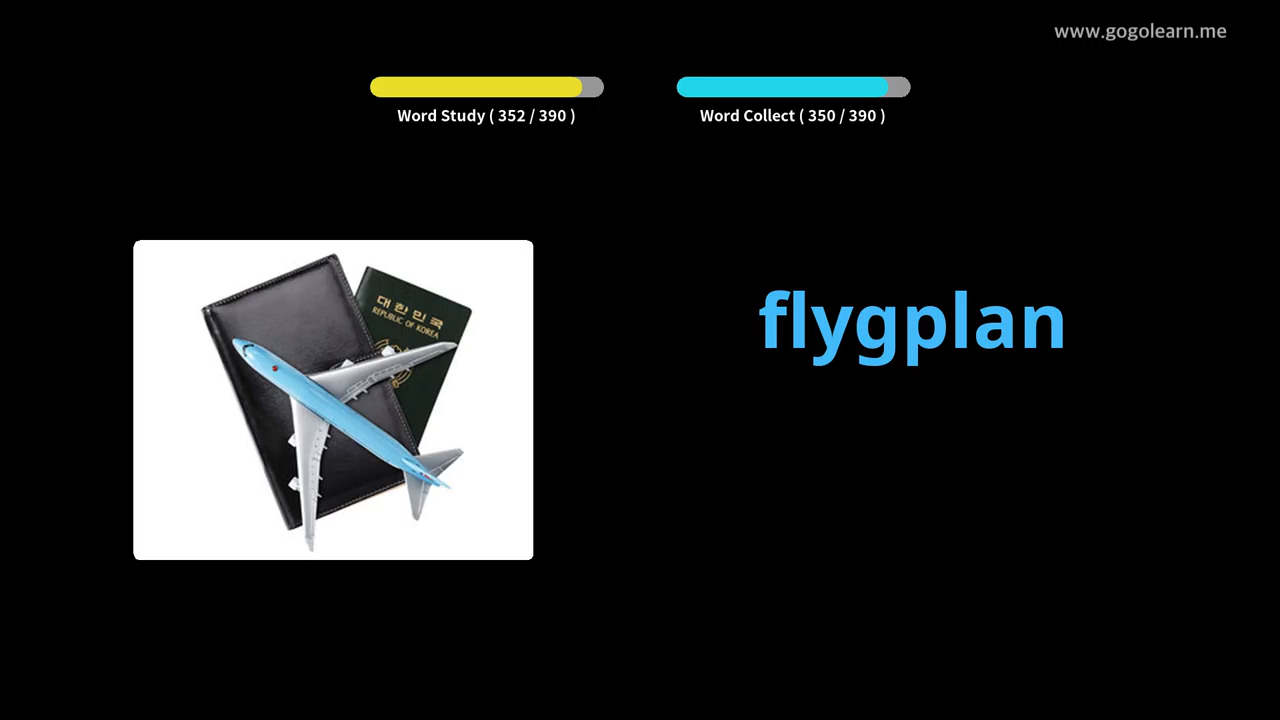 www.gogolearn.me
Word Study ( 352 / 390 )
Word Collect ( 350 / 390 )
대한민국
REPUBLIC OF KOREA
flygplan